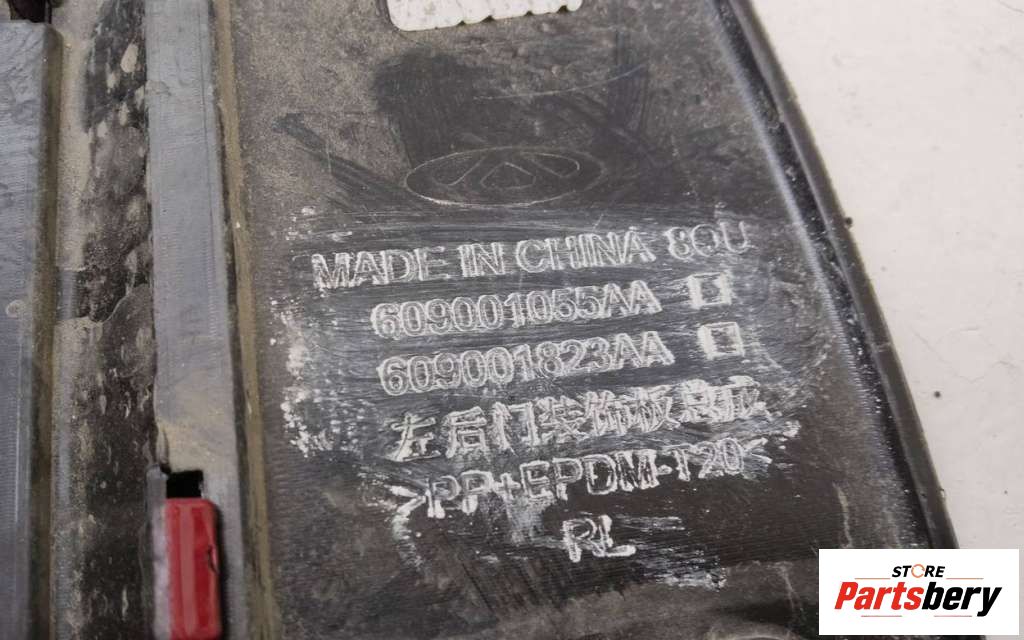 MADE IN CHINA 8QU
609001055AA
609001823AA
左后门装饰板总成
>PP+EPDM-T20<
RL
STORE
Partsbery